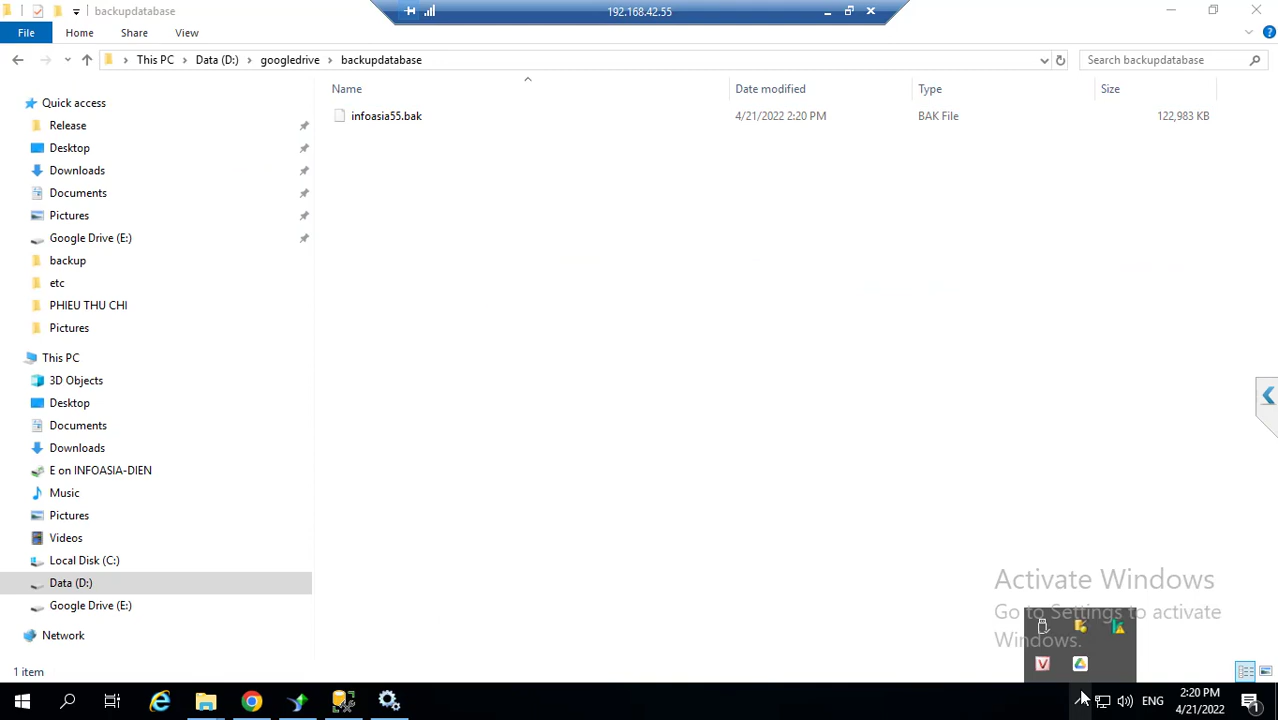 backupdatabase
192.168.42.55
File
Home
Share
View
This PC
Data (D:)
googledrive
backupdatabase
Search backupdatabase
Name
Date modified
Type
Size
infoasia55.bak
4/21/2022 2:20 PM
BAK File
122,983 KB
Quick access
Release
Desktop
Downloads
Documents
Pictures
Google Drive (E:)
backup
etc
PHIEU THU CHI
Pictures
This PC
3D Objects
Desktop
Documents
Downloads
E on INFOASIA-DIEN
Music
Pictures
Videos
Local Disk (C:)
Data (D:)
Google Drive (E:)
Network
1 item
Activate Windows
Go to Settings to activate
Windows.
V
ENG
2:20 PM
4/21/2022
1